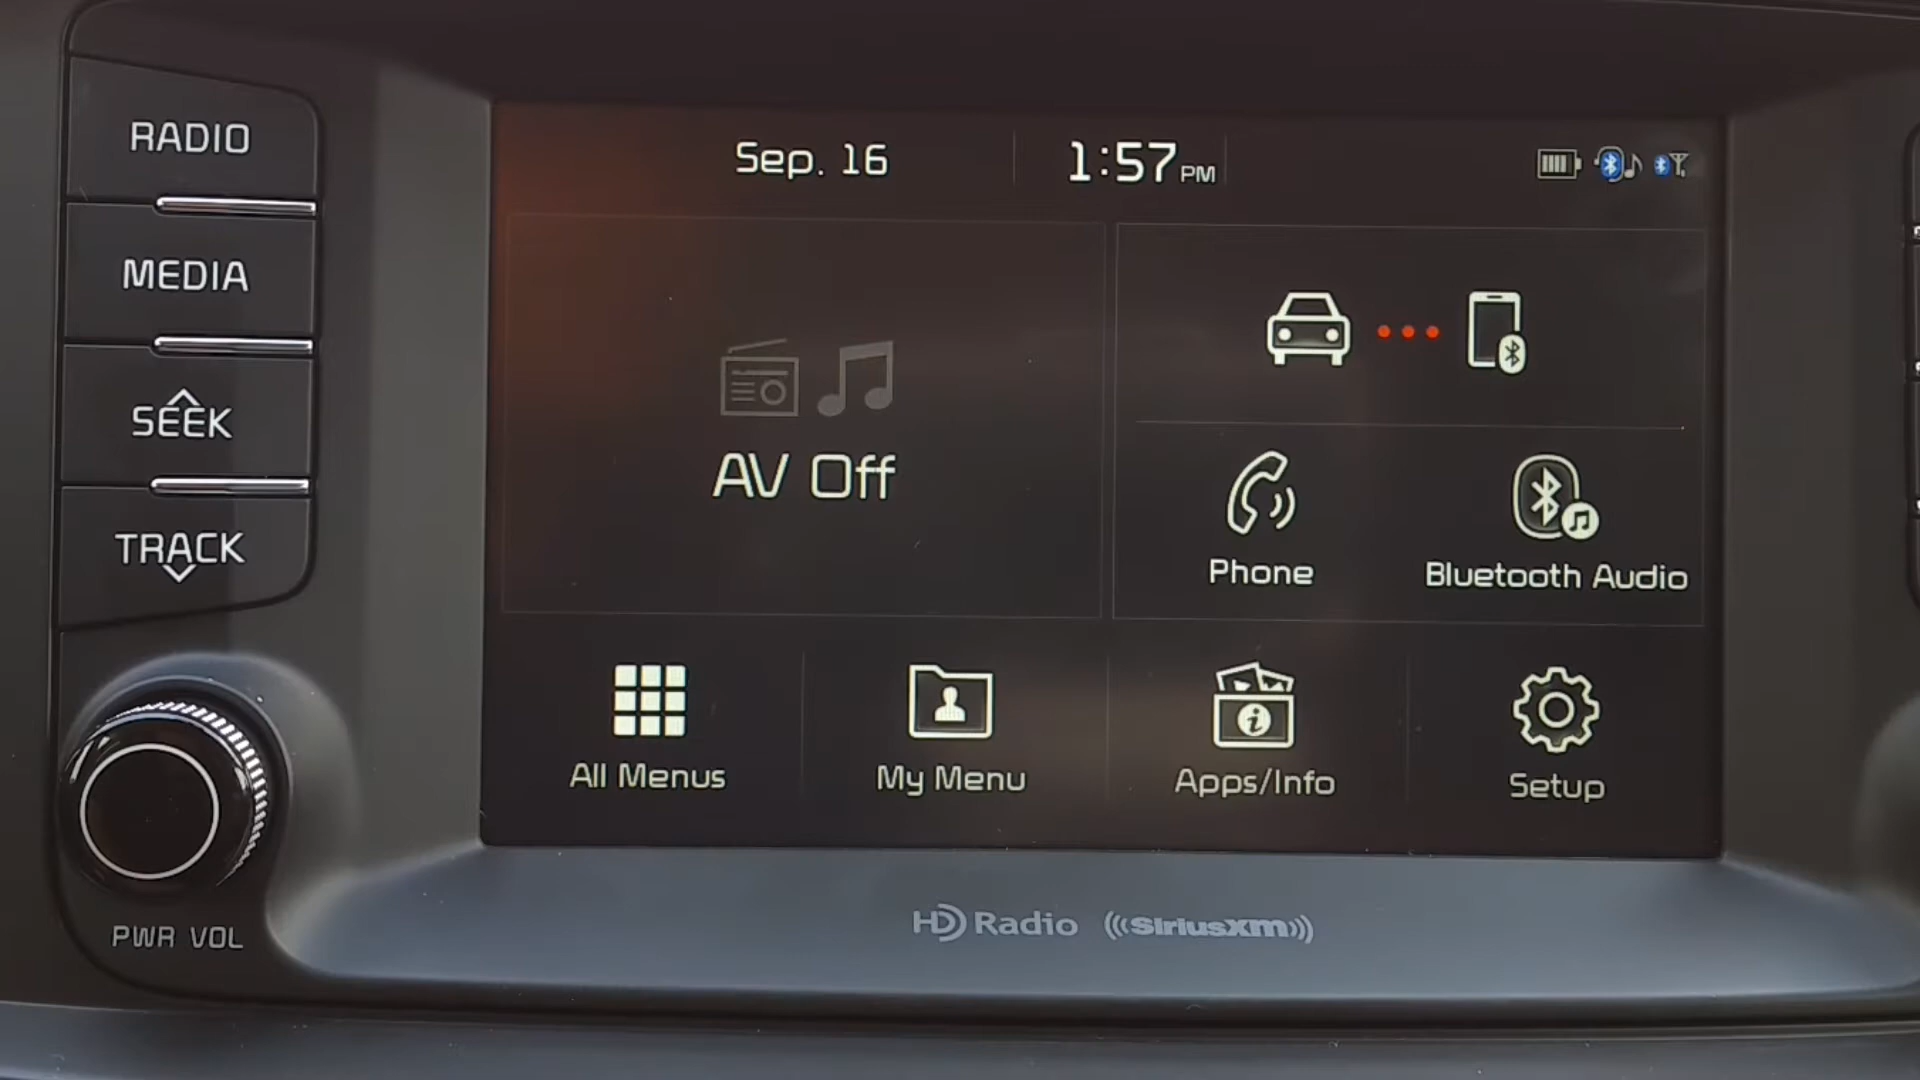 RADIO
MEDIA
SEEK
TRACK
PWR VOL
Sep. 16
1:57 PM
AV Off
Phone
Bluetooth Audio
All Menus
My Menu
Apps/Info
Setup
HD Radio
((SiriusXM))